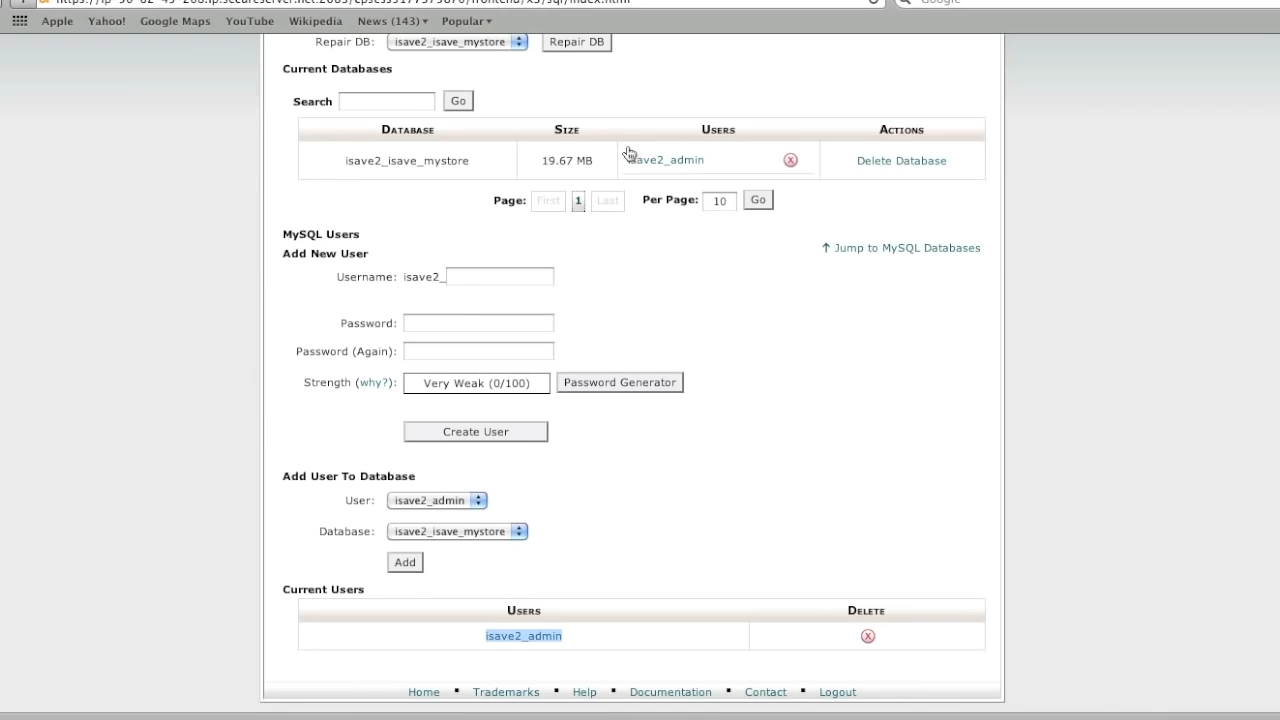 Apple Yahoo! Google Maps YouTube Wikipedia News (143) Popular
Repair DB: isave2_isave_mystore Repair DB
Current Databases
Search Go
DATABASE SIZE USERS ACTIONS
isave2_isave_mystore 19.67 MB save2_admin Delete Database
Page: First 1 Last Per Page: 10 Go
MySQL Users
Jump to MySQL Databases
Add New User
Username: isave2_
Password:
Password (Again):
Strength (why?): Very Weak (0/100) Password Generator
Create User
Add User To Database
User: isave2_admin
Database: isave2_isave_mystore
Add
Current Users
USERS DELETE
isave2_admin
Home Trademarks Help Documentation Contact Logout